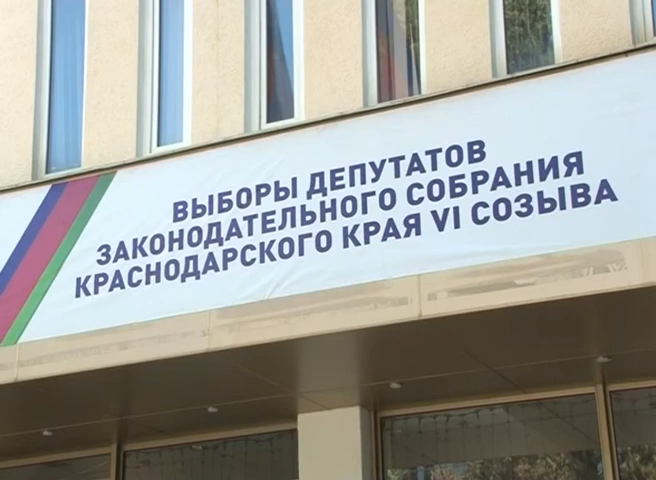 ВЫБОРЫ ДЕПУТАТОВ
ЗАКОНОДАТЕЛЬНОГО СОБРАНИЯ
КРАСНОДАРСКОГО КРАЯ VI СОЗЫВА